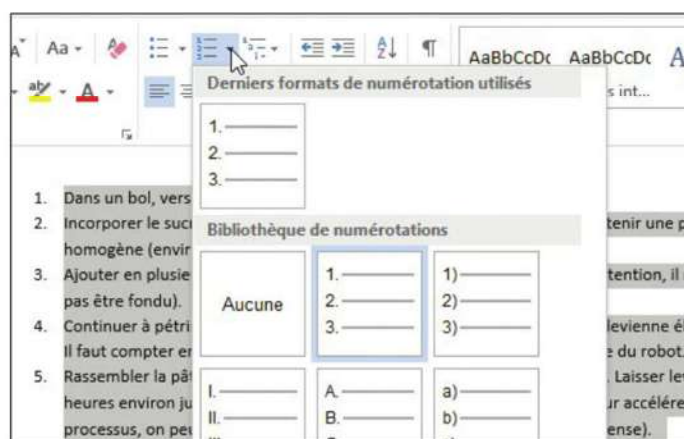 Aa
AaBbCcDc AaBbCcDc A
ab A s int...
Derniers formats de numérotation utilisés
1.
2.
3.
1. Dans un bol, vers
2. Incorporer le suc tenir une p
homogène (envir
Bibliothèque de numérotations
3. Ajouter en plusie tention, il
pas être fondu).
4. Continuer à pétri devienne é
Il faut compter e e du robot.
5. Rassembler la pâ . Laisser le
heures environ ju ur accélére
processus, on peu ense).
Aucune
1.
2.
3.
1)
2)
3)
I.
II.
A.
B.
a)
b)